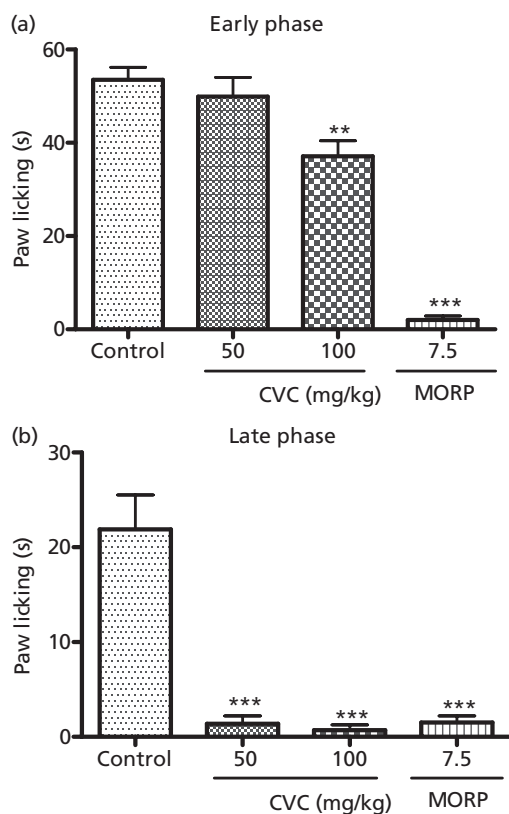 (a) Early phase
60
40
20
0
Paw licking (s)
**
***
Control 50 100 7.5
CVC (mg/kg) MORP
(b) Late phase
30
20
10
0
Paw licking (s)
*** *** ***
Control 50 100 7.5
CVC (mg/kg) MORP